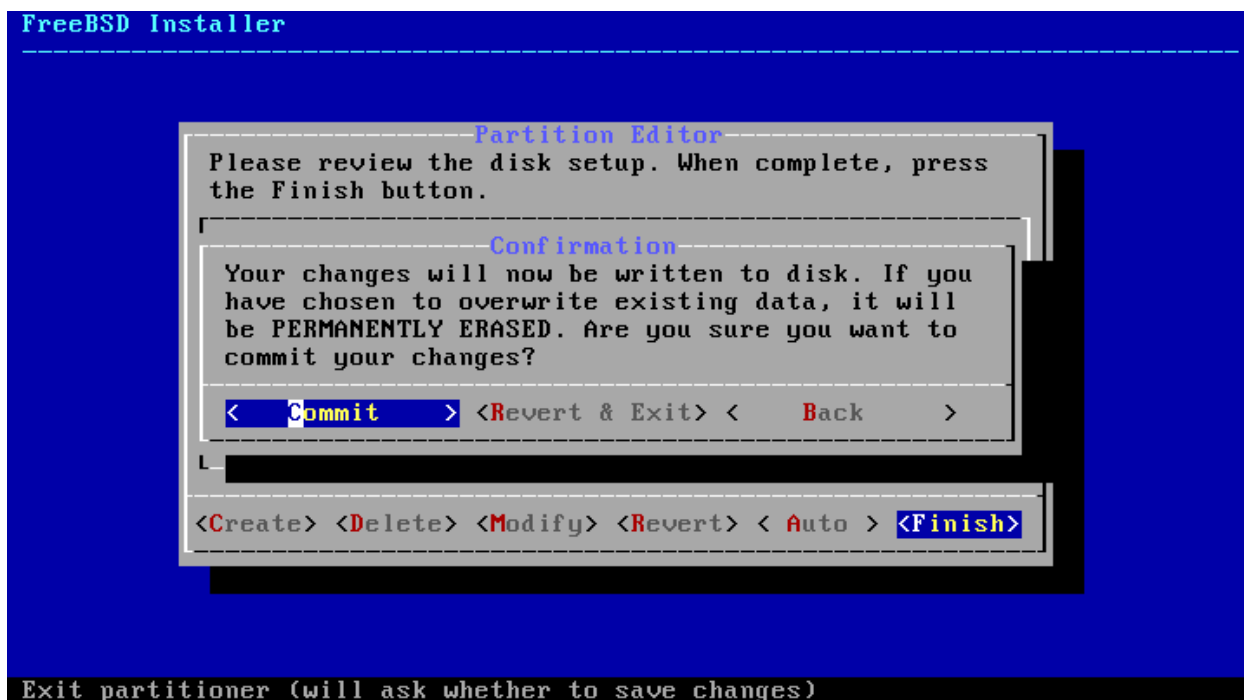 FreeBSD Installer
Partition Editor
Please review the disk setup. When complete, press
the Finish button.
Confirmation
Your changes will now be written to disk. If you
have chosen to overwrite existing data, it will
be PERMANENTLY ERASED. Are you sure you want to
commit your changes?
< Commit > <Revert & Exit> < Back >
<Create> <Delete> <Modify> <Revert> < Auto > <Finish>
Exit partitioner (will ask whether to save changes)